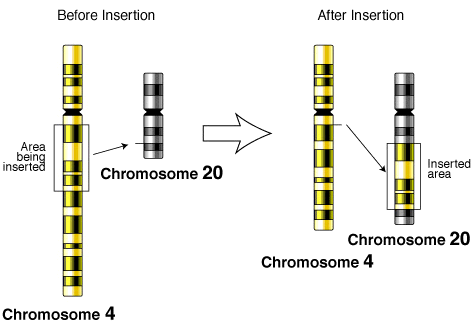 Before Insertion
After Insertion
Area
being
inserted
Chromosome 20
Chromosome 4
Inserted
area
Chromosome 20
Chromosome 4